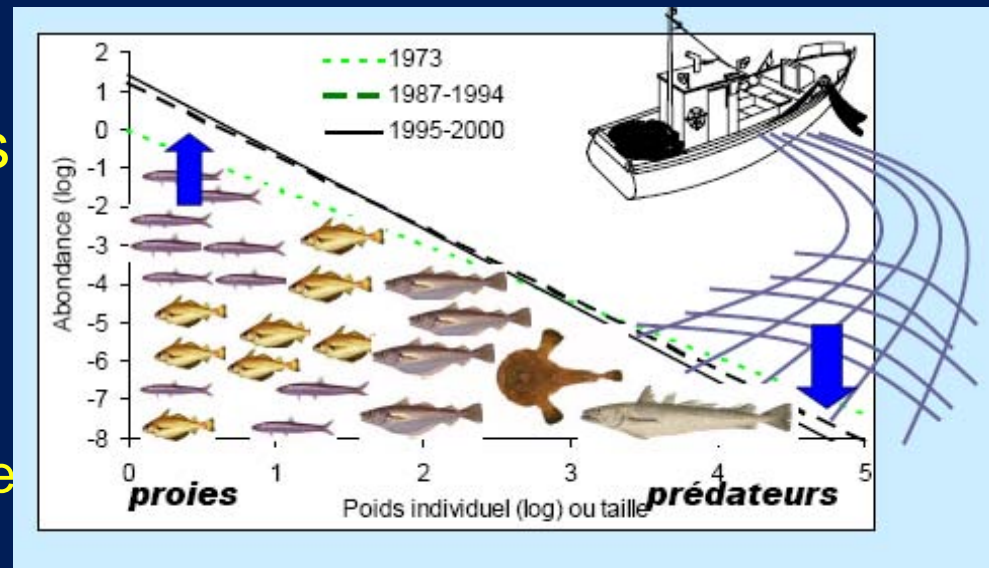 s
e
1973
1987-1994
1995-2000
Abondance (log)
2
1
0
-1
-2
-3
-4
-5
-6
-7
-8
0 1 2 3 4 5
proies
prédateurs
Poids individuel (log) ou taille